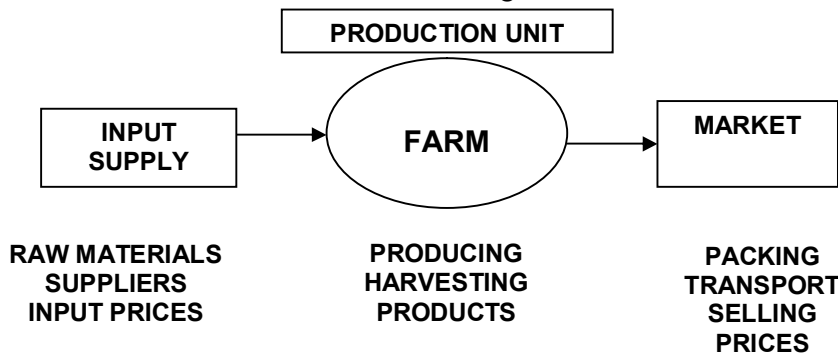 PRODUCTION UNIT
INPUT
SUPPLY
FARM
MARKET
RAW MATERIALS
SUPPLIERS
INPUT PRICES
PRODUCING
HARVESTING
PRODUCTS
PACKING
TRANSPORT
SELLING
PRICES